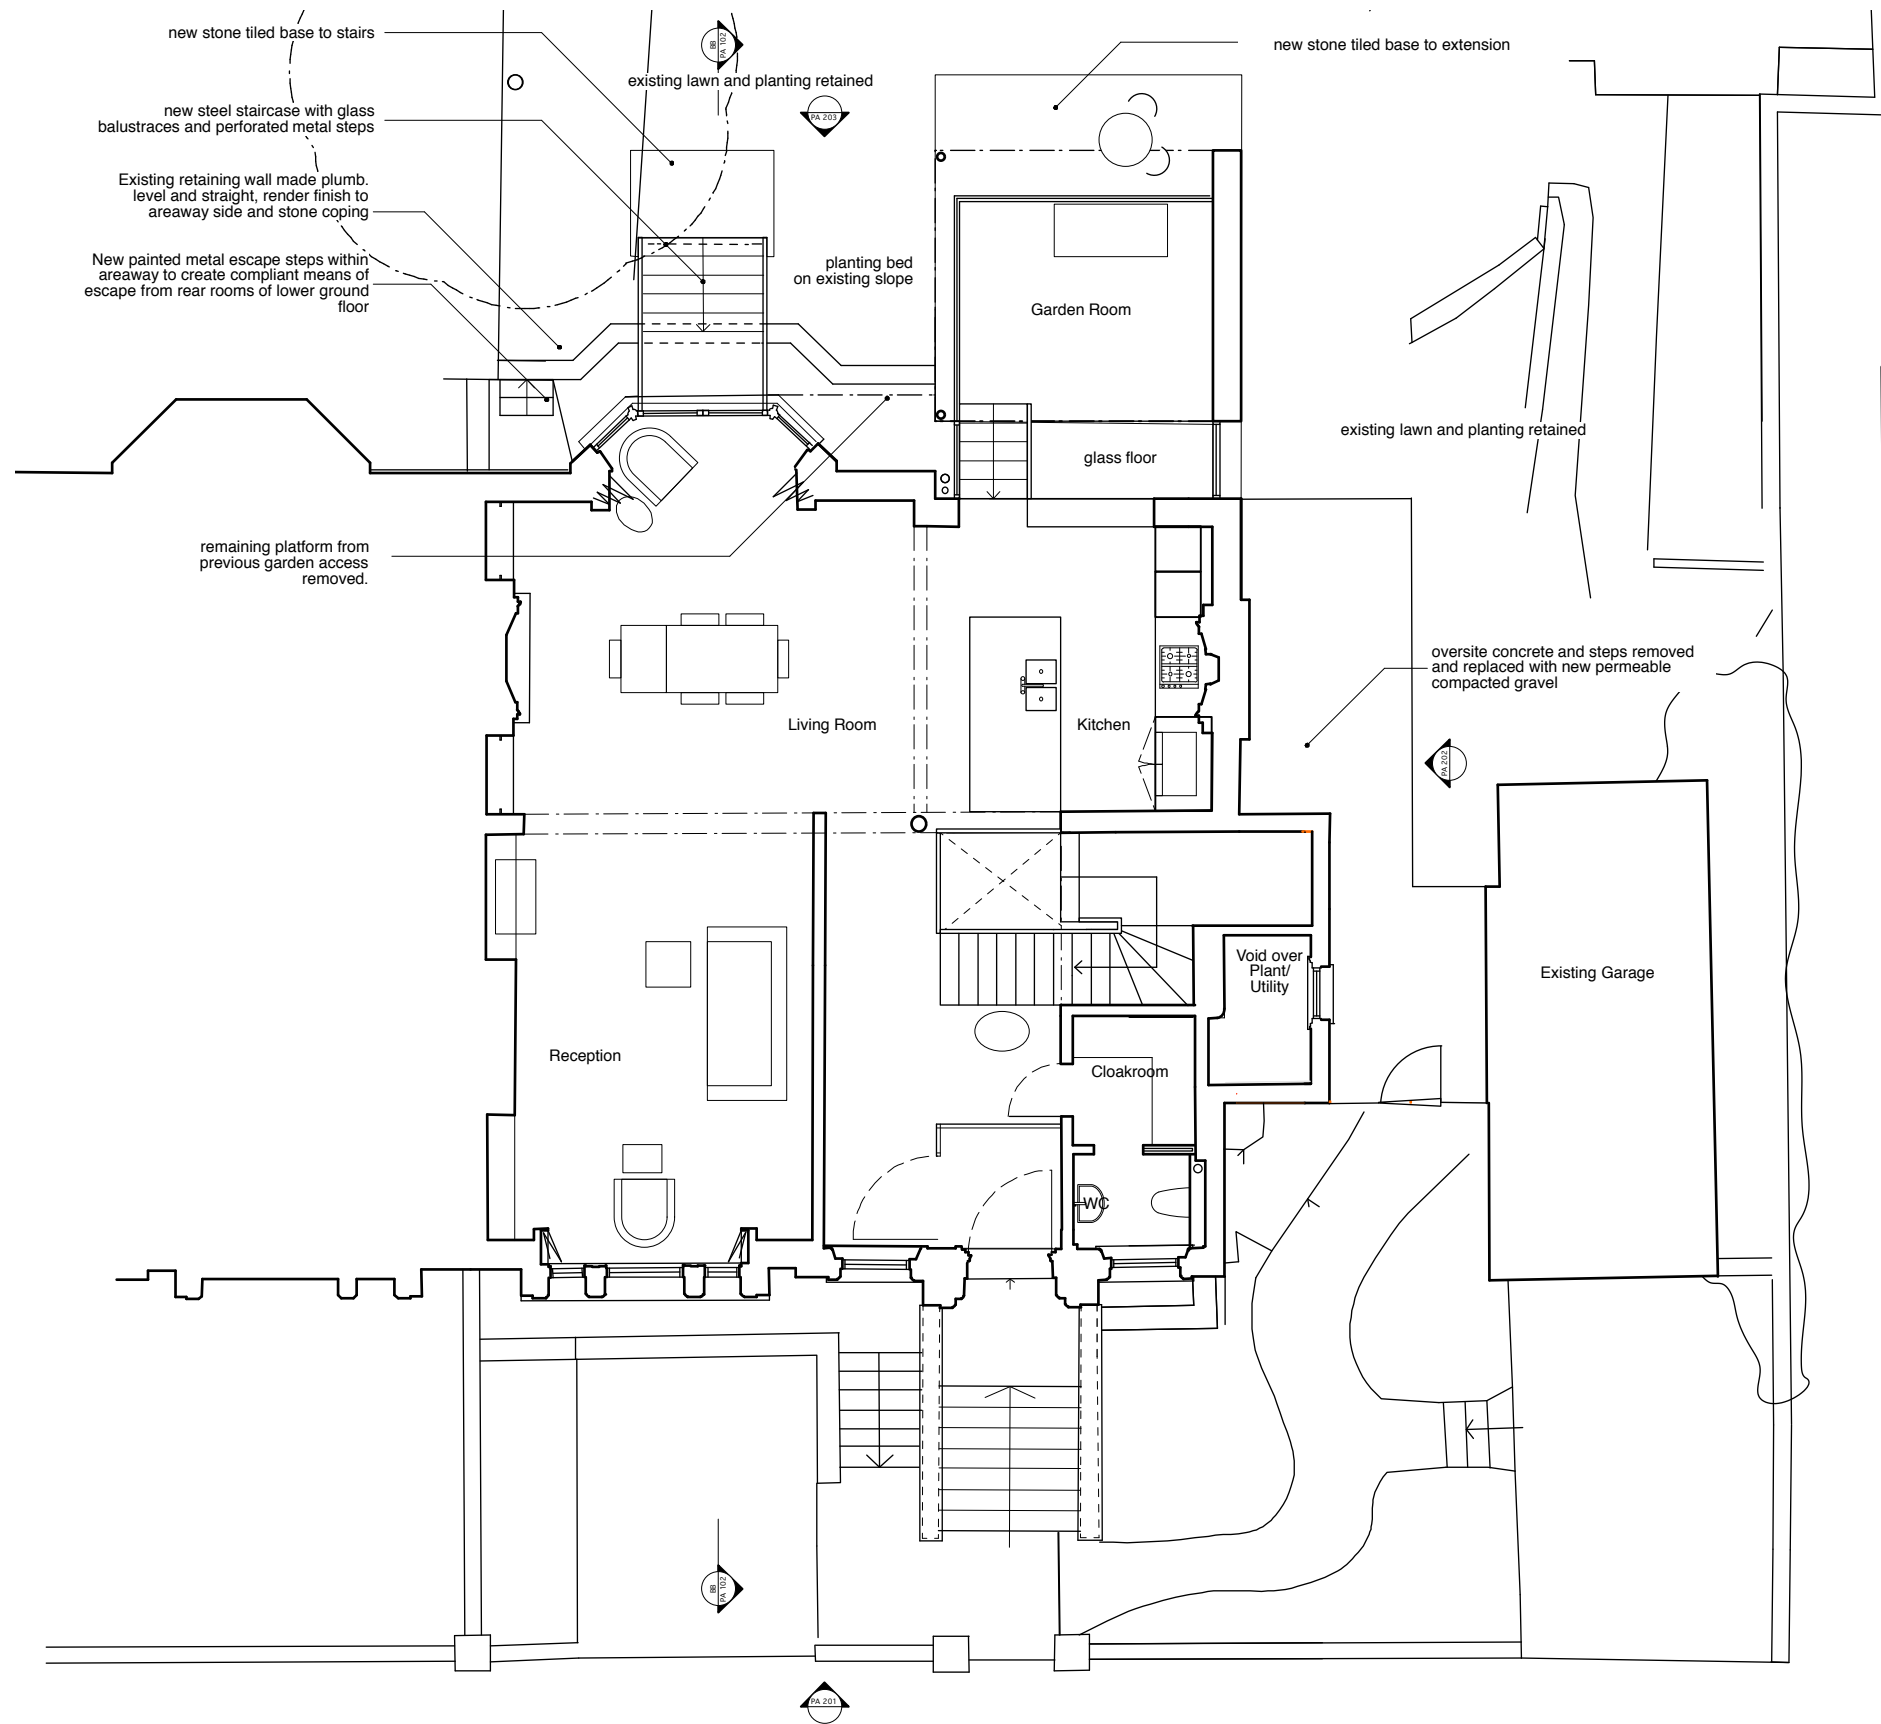 new stone tiled base to stairs
BB
PA 102
new stone tiled base to extension
existing lawn and planting retained
new steel staircase with glass
balustraces and perforated metal steps
PA 203
Existing retaining wall made plumb.
level and straight, render finish to
areaway side and stone coping
New painted metal escape steps within
areaway to create compliant means of
escape from rear rooms of lower ground
floor
planting bed
on existing slope
Garden Room
existing lawn and planting retained
glass floor
remaining platform from
previous garden access
removed.
oversite concrete and steps removed
and replaced with new permeable
compacted gravel
Living Room
Kitchen
PA 202
Void over
Plant/
Utility
Existing Garage
Reception
Cloakroom
WC
BB
PA 102
PA 201